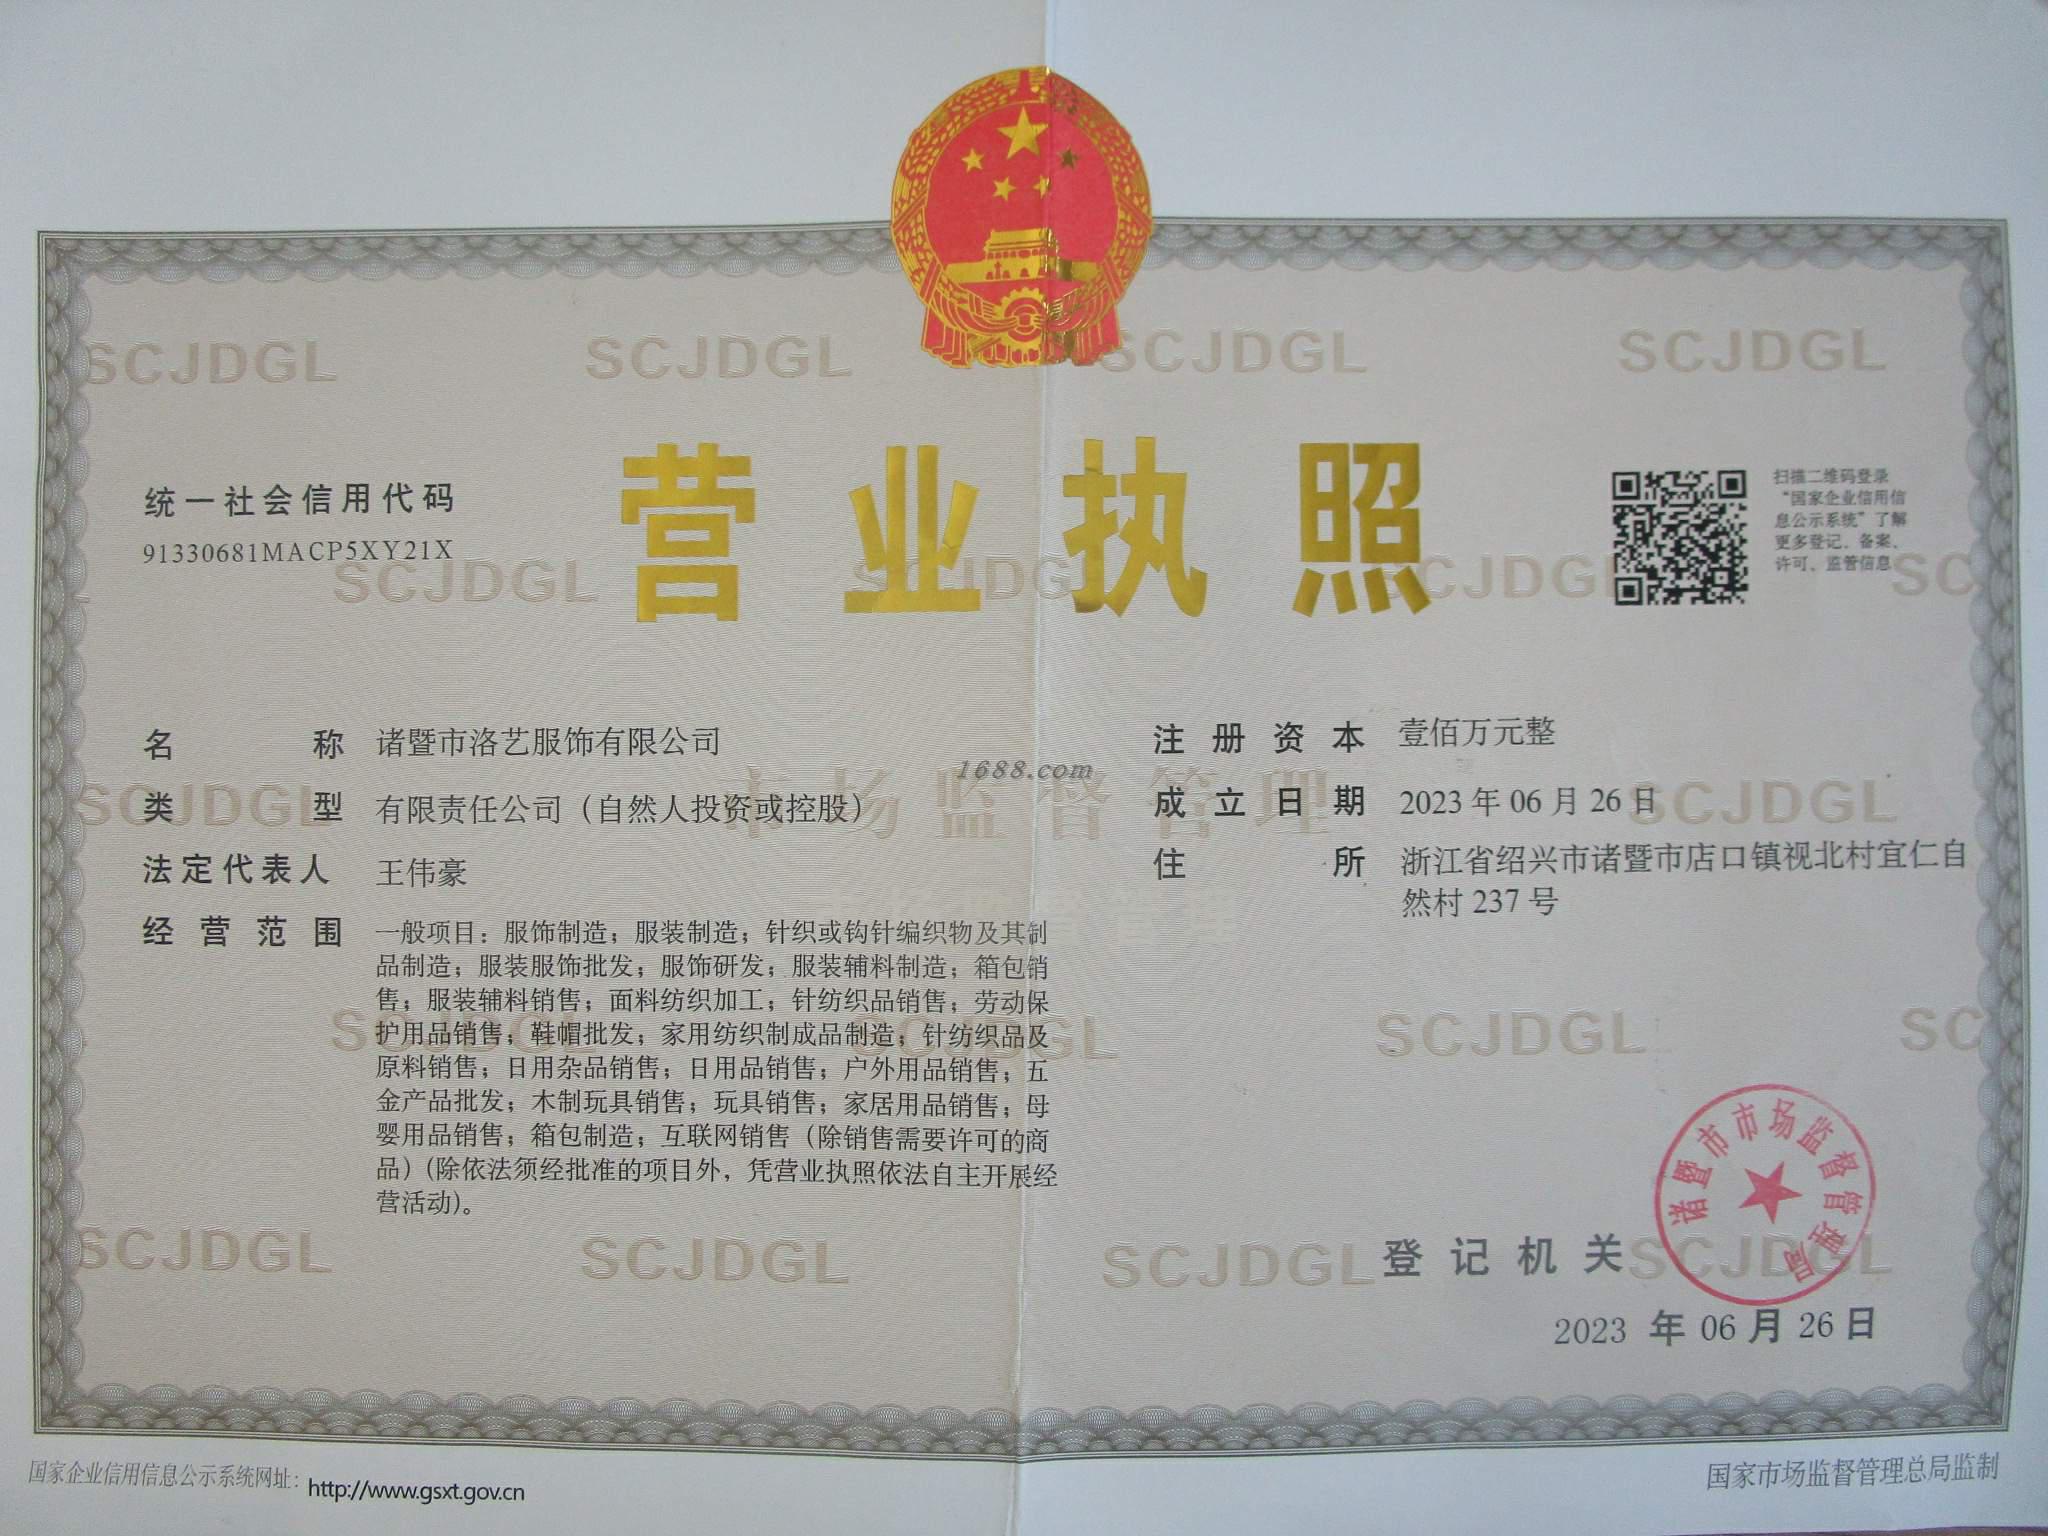 SCJDGL SCJDGL SCJDGL SCJDGL
营业执照
统一社会信用代码
91330681MACP5XY21X
扫描二维码登录
“国家企业信用信
息公示系统”了解
更多登记、备案、
许可、监管信息
SCJDGL SCJDGL SCJDGL SC
名称 诸暨市洛艺服饰有限公司
类型 有限责任公司（自然人投资或控股）
法定代表人 王伟豪
经营范围 一般项目：服饰制造；服装制造；针织或钩针编织物及其制
品制造；服装服饰批发；服饰研发；服装辅料制造；箱包销
售；服装辅料销售；面料纺织加工；针纺织品销售；劳动保
护用品销售；鞋帽批发；家用纺织制成品制造；针纺织品及
原料销售；日用杂品销售；日用品销售；户外用品销售；五
金产品批发；木制玩具销售；玩具销售；家居用品销售；母
婴用品销售；箱包制造；互联网销售（除销售需要许可的商
品）(除依法须经批准的项目外，凭营业执照依法自主开展经
营活动)。
注册资本 壹佰万元整
成立日期 2023年06月26日
住所 浙江省绍兴市诸暨市店口镇视北村宜仁自
然村237号
1688.com
市场监督管理
SCJDGL SCJDGL
SCJDGL SCJDGL SCJDGL SC
SCJDGL SCJDGL SCJDGL SCJDGL
登记机关
诸暨市市场监督管理局
2023年06月26日
国家企业信用信息公示系统网址：http://www.gsxt.gov.cn
国家市场监督管理总局监制